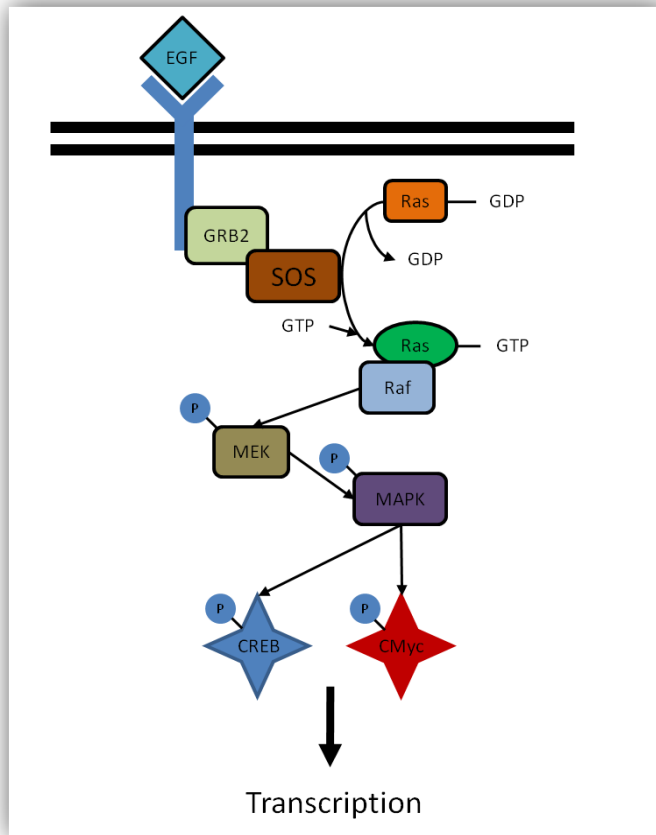 EGF
GRB2
SOS
Ras
GDP
GDP
GTP
Ras
GTP
Raf
P
MEK
P
MAPK
P
CREB
P
CMyc
Transcription